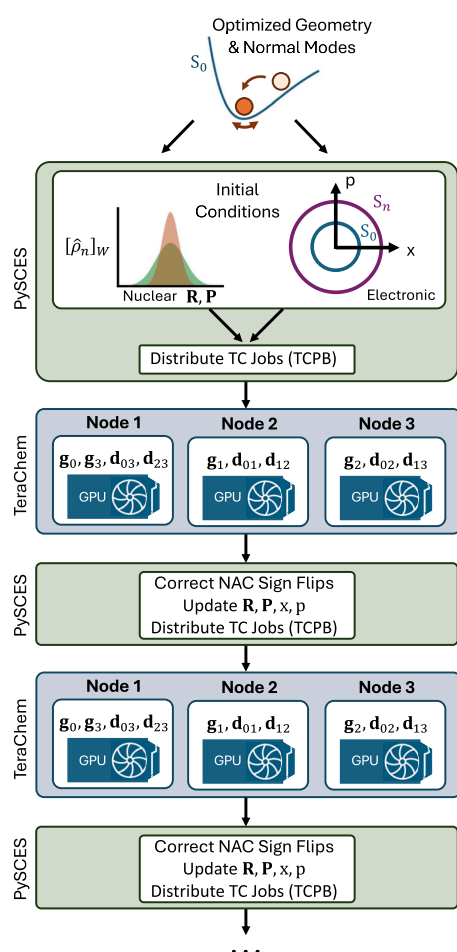 Optimized Geometry
& Normal Modes
S₀
PySCES
Initial
Conditions
[ρ̂ₙ]_W
Nuclear R, P
p
Sₙ
S₀
x
Electronic
Distribute TC Jobs (TCPB)
TeraChem
Node 1
Node 2
Node 3
g₀, g₃, d₀₃, d₂₃
g₁, d₀₁, d₁₂
g₂, d₀₂, d₁₃
GPU
GPU
GPU
PySCES
Correct NAC Sign Flips
Update R, P, x, p
Distribute TC Jobs (TCPB)
TeraChem
Node 1
Node 2
Node 3
g₀, g₃, d₀₃, d₂₃
g₁, d₀₁, d₁₂
g₂, d₀₂, d₁₃
GPU
GPU
GPU
PySCES
Correct NAC Sign Flips
Update R, P, x, p
Distribute TC Jobs (TCPB)
...